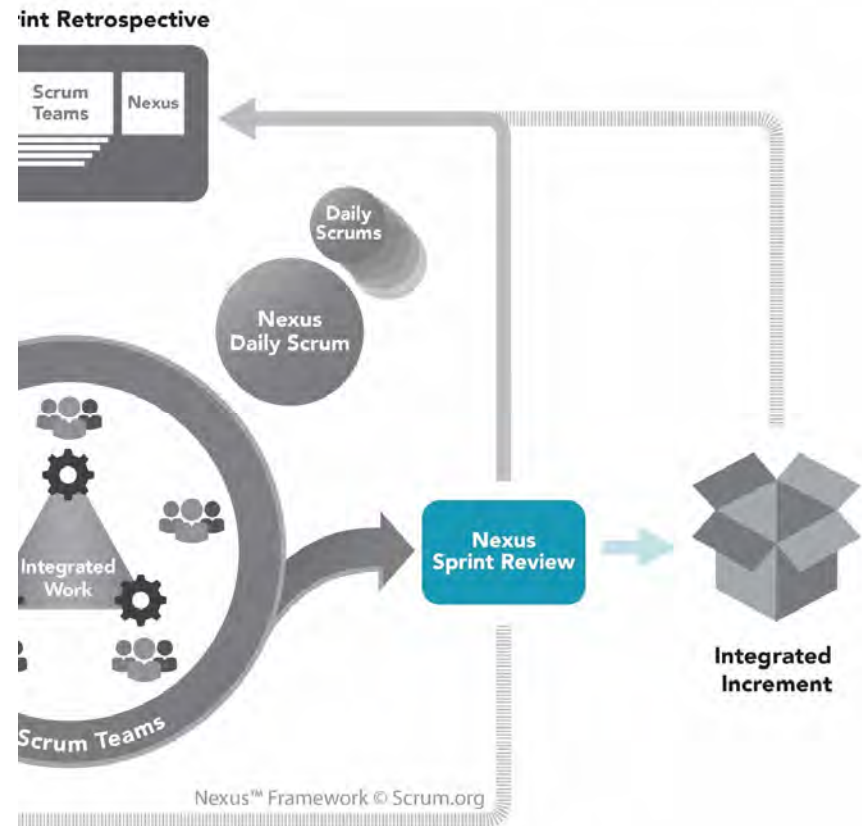 int Retrospective
Scrum
Teams
Nexus
Daily
Scrums
Nexus
Daily Scrum
Integrated
Work
Nexus
Sprint Review
Integrated
Increment
Scrum Teams
Nexus™ Framework © Scrum.org